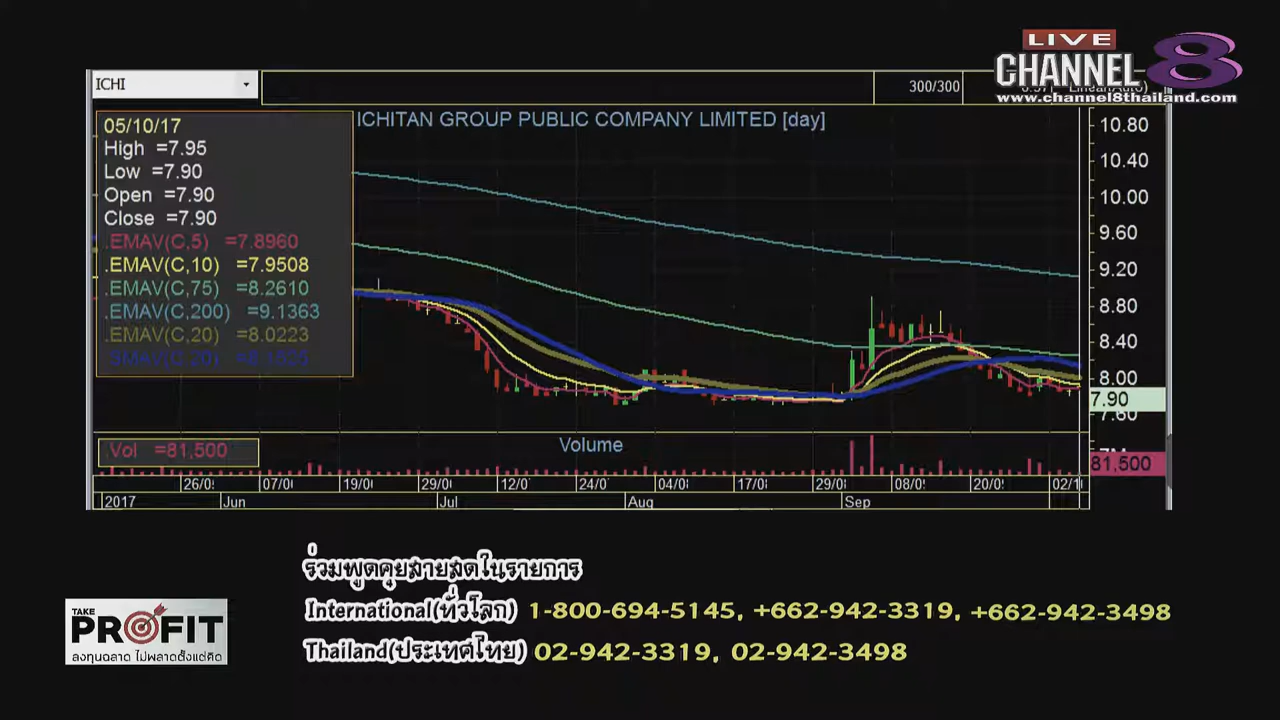 LIVE
CHANNEL 8
www.channel8thailand.com
ICHI
300/300
05/10/17
High =7.95
Low =7.90
Open =7.90
Close =7.90
.EMAV(C,5) =7.8960
.EMAV(C,10) =7.9508
.EMAV(C,75) =8.2610
.EMAV(C,200) =9.1363
.EMAV(C,20) =8.0223
ICHITAN GROUP PUBLIC COMPANY LIMITED [day]
10.80
10.40
10.00
9.60
9.20
8.80
8.40
8.00
7.90
7.60
.Vol =81,500
Volume
81,500
26/0 07/0 19/0 29/0 12/0 24/0 04/0 17/0 29/0 08/0 20/0 02/1
2017 Jun Jul Aug Sep
TAKE
PROFIT
ลงทุนฉลาด ไม่พลาดตั้งแต่คิด
ร่วมพูดคุยสายสดในรายการ
International(ทั่วโลก) 1-800-694-5145, +662-942-3319, +662-942-3498
Thailand(ประเทศไทย) 02-942-3319, 02-942-3498